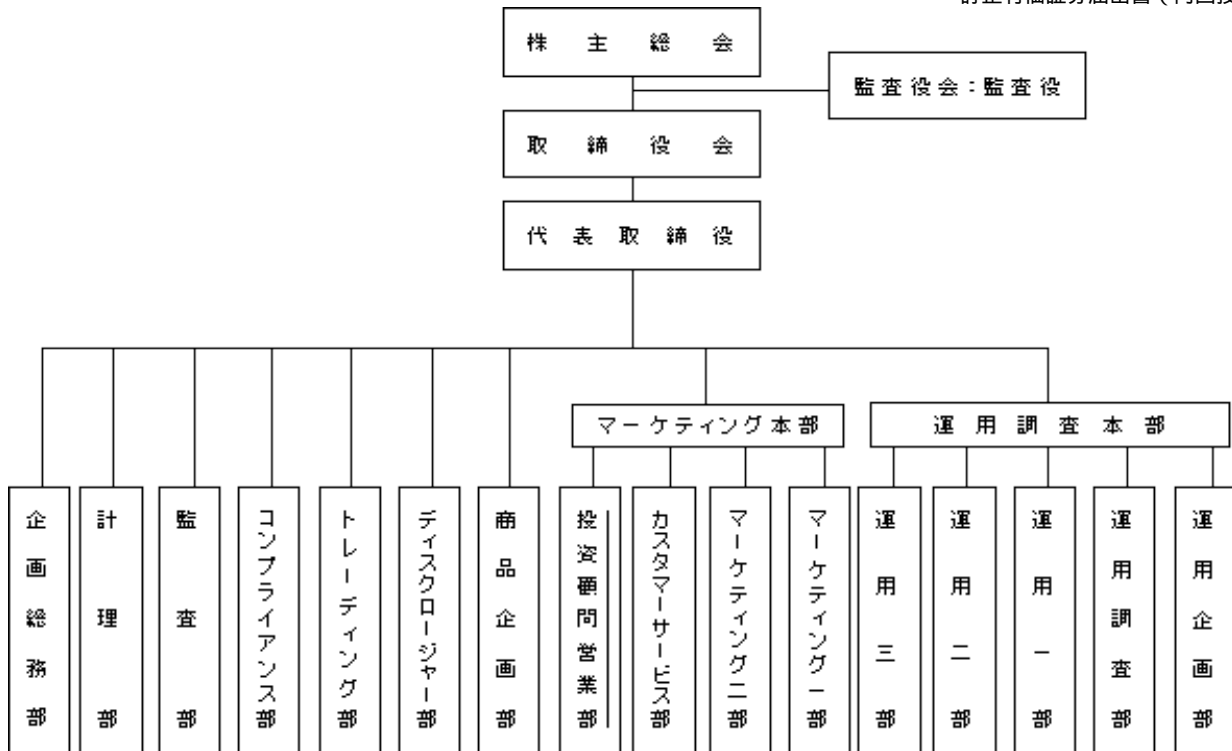 株主総会
監査役会：監査役
取締役会
代表取締役
マーケティング本部
運用調査本部
企画総務部
計理部
監査部
コンプライアンス部
トレーディング部
ディスクロージャー部
商品企画部
投資顧問営業部
カスタマーサービス部
マーケティング二部
マーケティング一部
運用三部
運用二部
運用一部
運用調査部
運用企画部